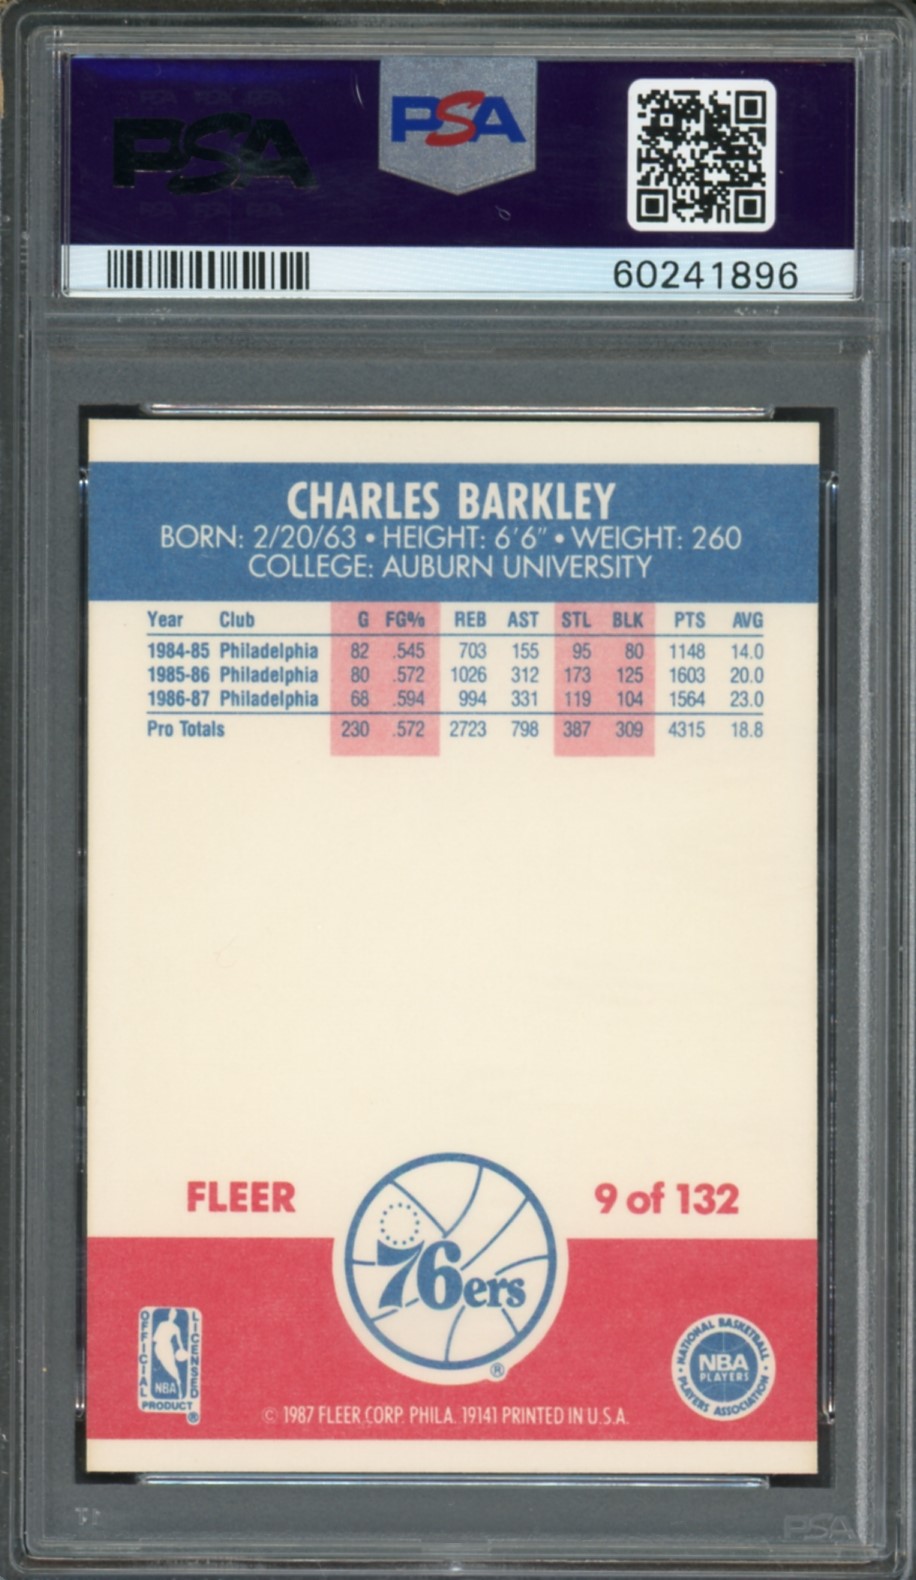 PSA
PSA
60241896
CHARLES BARKLEY
BORN: 2/20/63 • HEIGHT: 6'6" • WEIGHT: 260
COLLEGE: AUBURN UNIVERSITY
Year Club G FG% REB AST STL BLK PTS AVG
1984-85 Philadelphia 82 .545 703 155 95 80 1148 14.0
1985-86 Philadelphia 80 .572 1026 312 173 125 1603 20.0
1986-87 Philadelphia 68 .594 994 331 119 104 1564 23.0
Pro Totals 230 .572 2723 798 387 309 4315 18.8
FLEER
9 of 132
76ers
®
OFFICIAL LICENSED
NBA
PRODUCT
®
NATIONAL BASKETBALL
NBA
PLAYERS
PLAYERS ASSOCIATION
© 1987 FLEER CORP. PHILA. 19141 PRINTED IN U.S.A.
PSA